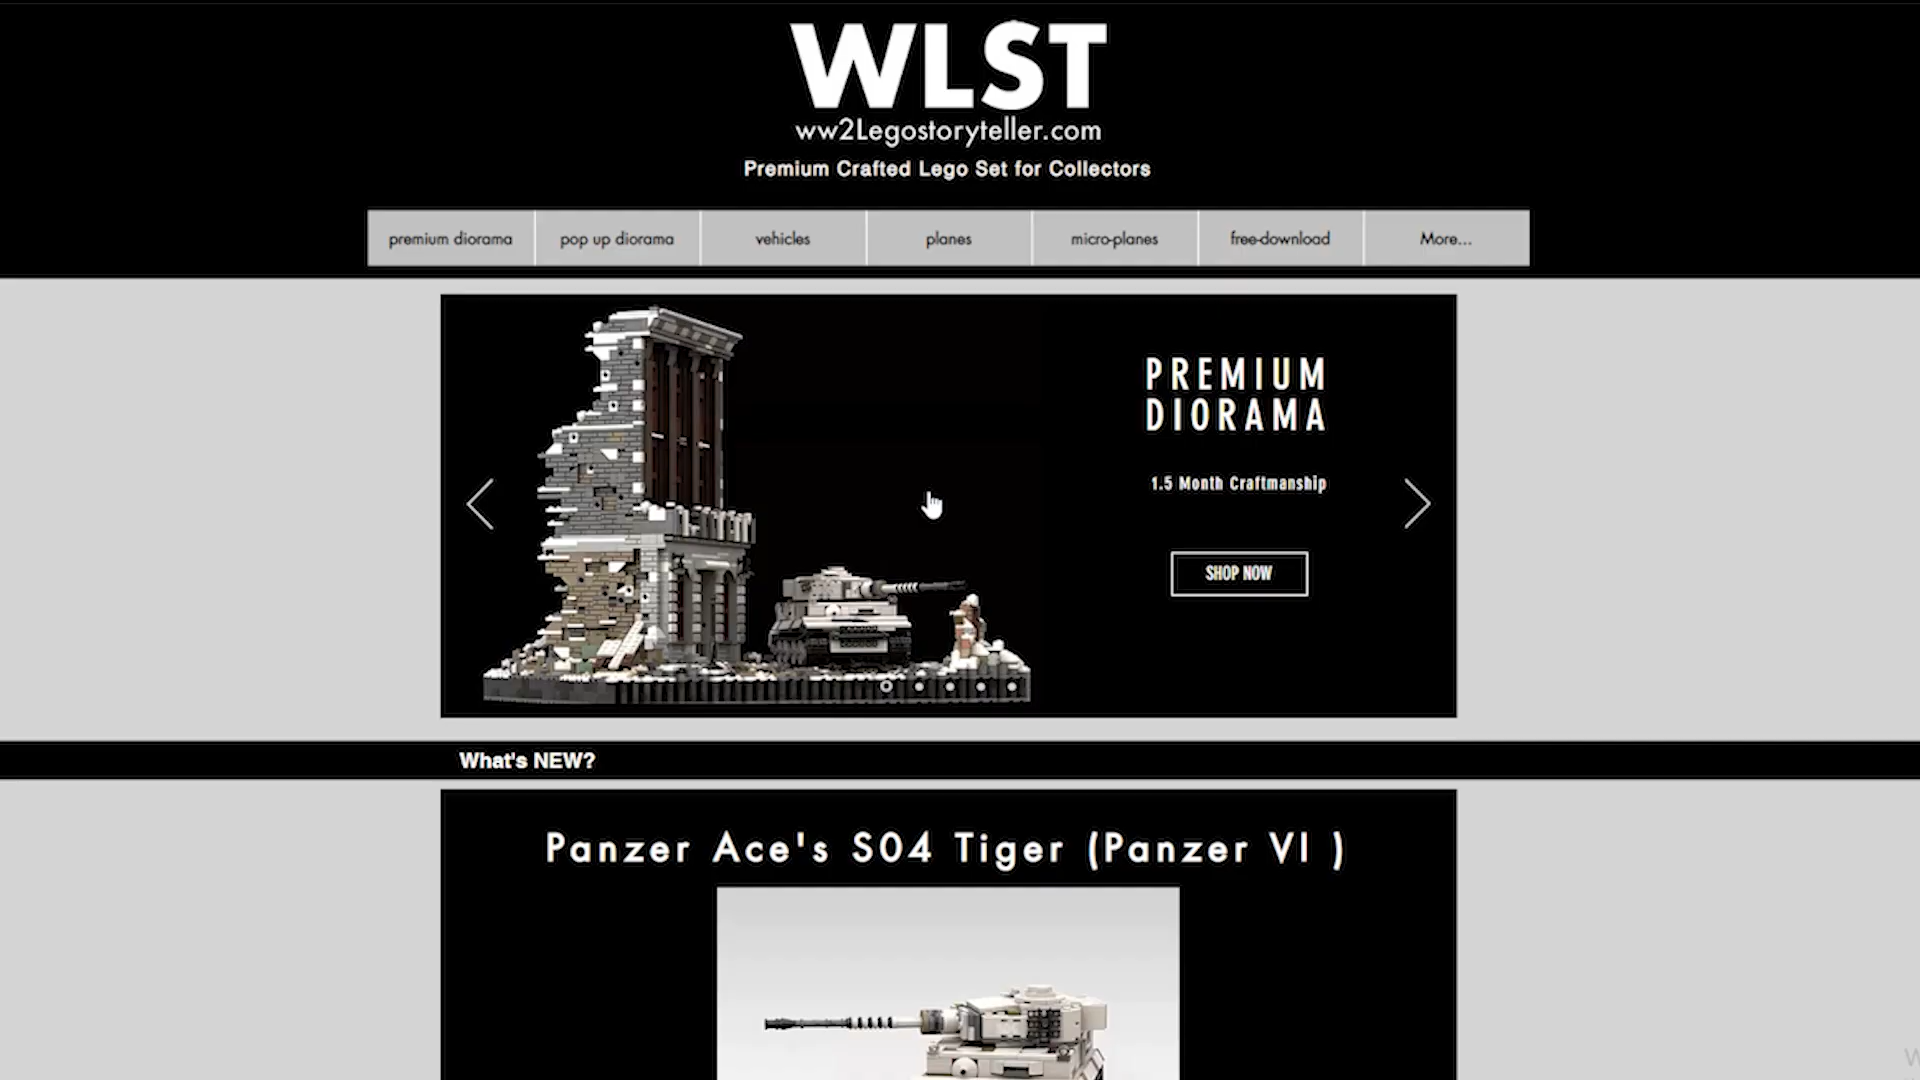 WLST
ww2Legostoryteller.com
Premium Crafted Lego Set for Collectors
premium diorama
pop up diorama
vehicles
planes
micro-planes
free-download
More...
PREMIUM
DIORAMA
1.5 Month Craftmanship
SHOP NOW
What's NEW?
Panzer Ace's S04 Tiger (Panzer VI )